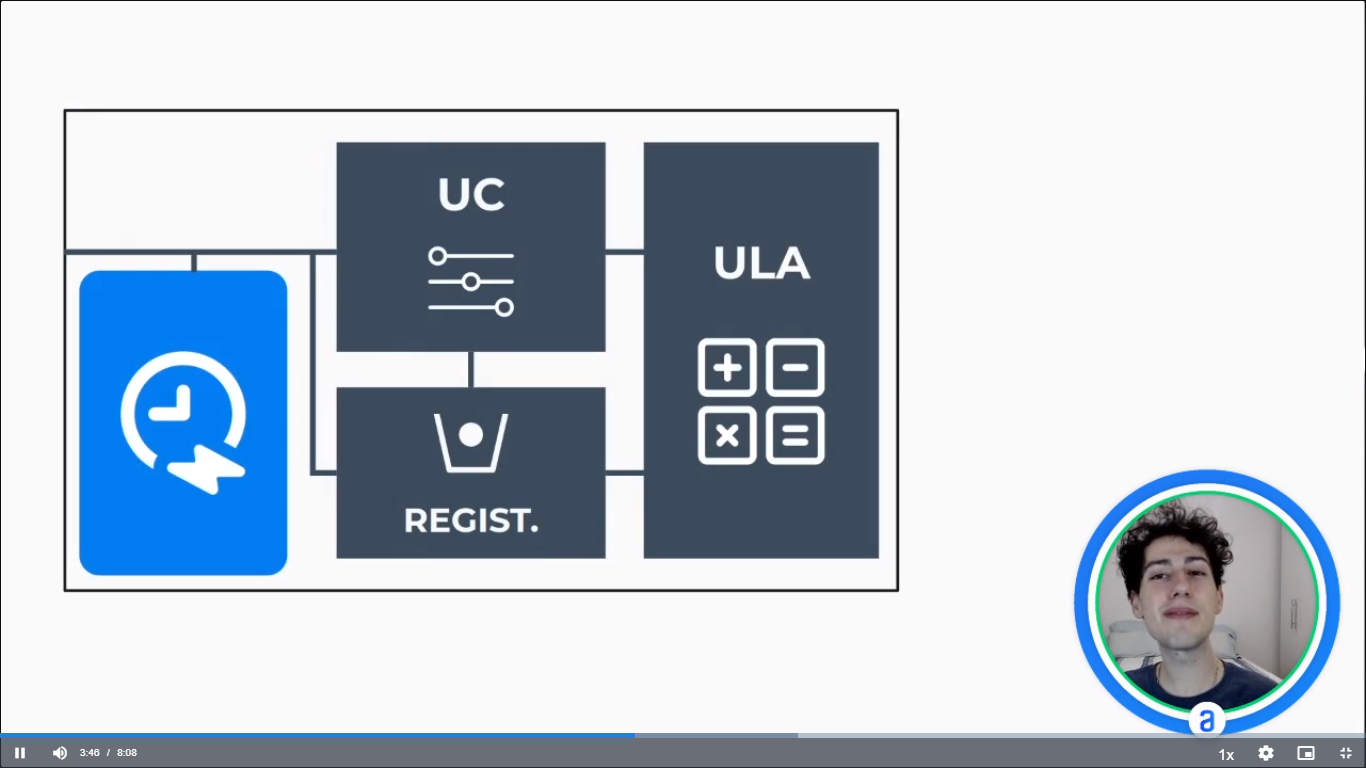 UC
ULA
REGIST.
a
3:46 / 8:08
1x